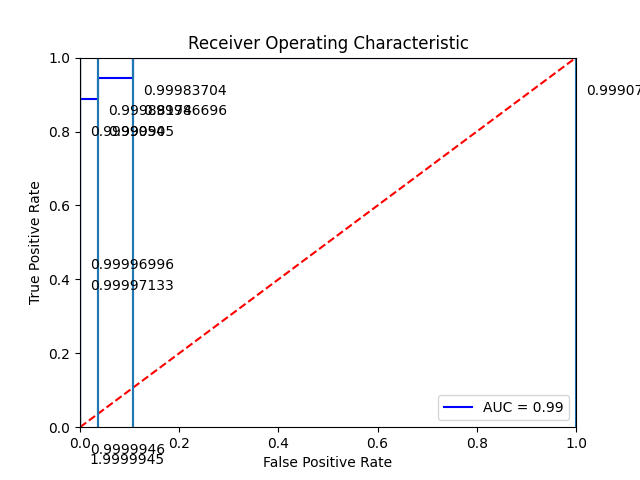 Receiver Operating Characteristic
1.0
0.99983704
0.99907
0.99786696
0.8
0.6
True Positive Rate
0.99996996
0.4
0.99997133
0.2
AUC = 0.99
0.0
0.0 0.2 0.4 0.6 0.8 1.0
0.9999946
1.9999945
False Positive Rate